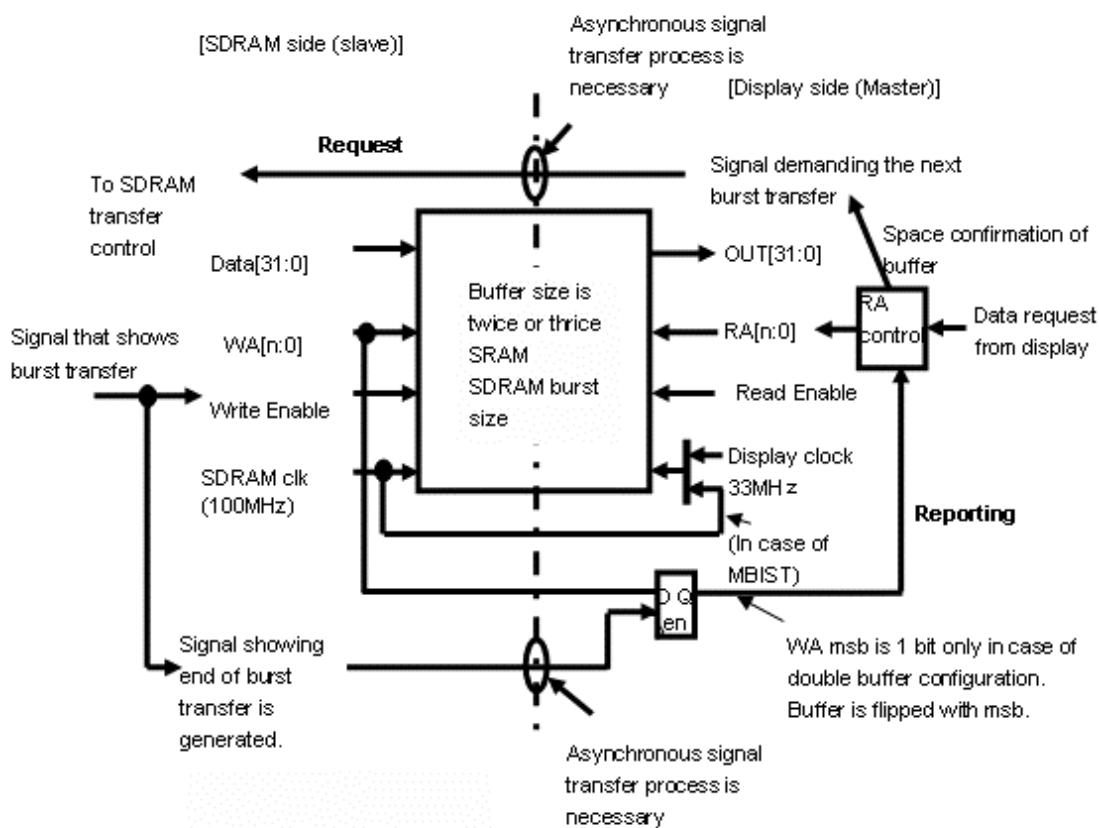 Asynchronous signal
transfer process is
necessary
[SDRAM side (slave)]
[Display side (Master)]
Request
To SDRAM
transfer
control
Signal demanding the next
burst transfer
Space confirmation of
buffer
Data[31:0]
OUT[31:0]
Buffer size is
twice or thrice
SRAM
SDRAM burst
size
RA
control
Data request
from display
Signal that shows
burst transfer
WA[n:0]
RA[n:0]
Write Enable
Read Enable
SDRAM clk
(100MHz)
Display clock
33MHz
Reporting
(In case of
MBIST)
D Q
en
Signal showing
end of burst
transfer is
generated.
WA msb is 1 bit only in case of
double buffer configuration.
Buffer is flipped with msb.
Asynchronous signal
transfer process is
necessary